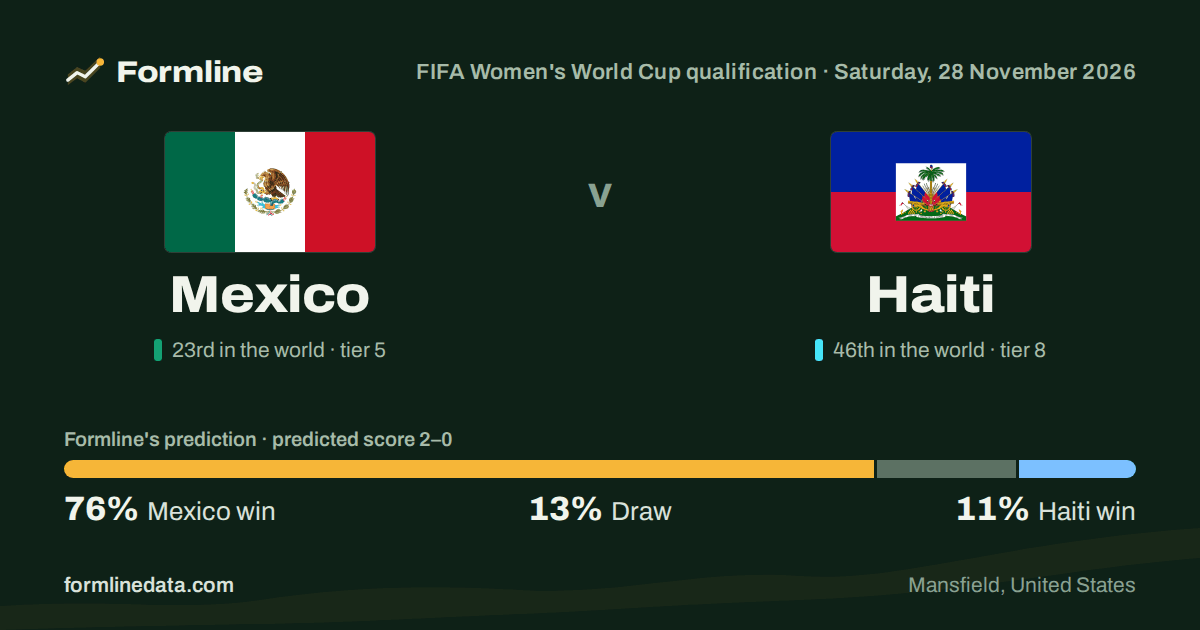 Formline
FIFA Women's World Cup qualification · Saturday, 28 November 2026
v
Mexico
Haiti
23rd in the world · tier 5
46th in the world · tier 8
Formline's prediction · predicted score 2–0
76% Mexico win
13% Draw
11% Haiti win
formlinedata.com
Mansfield, United States